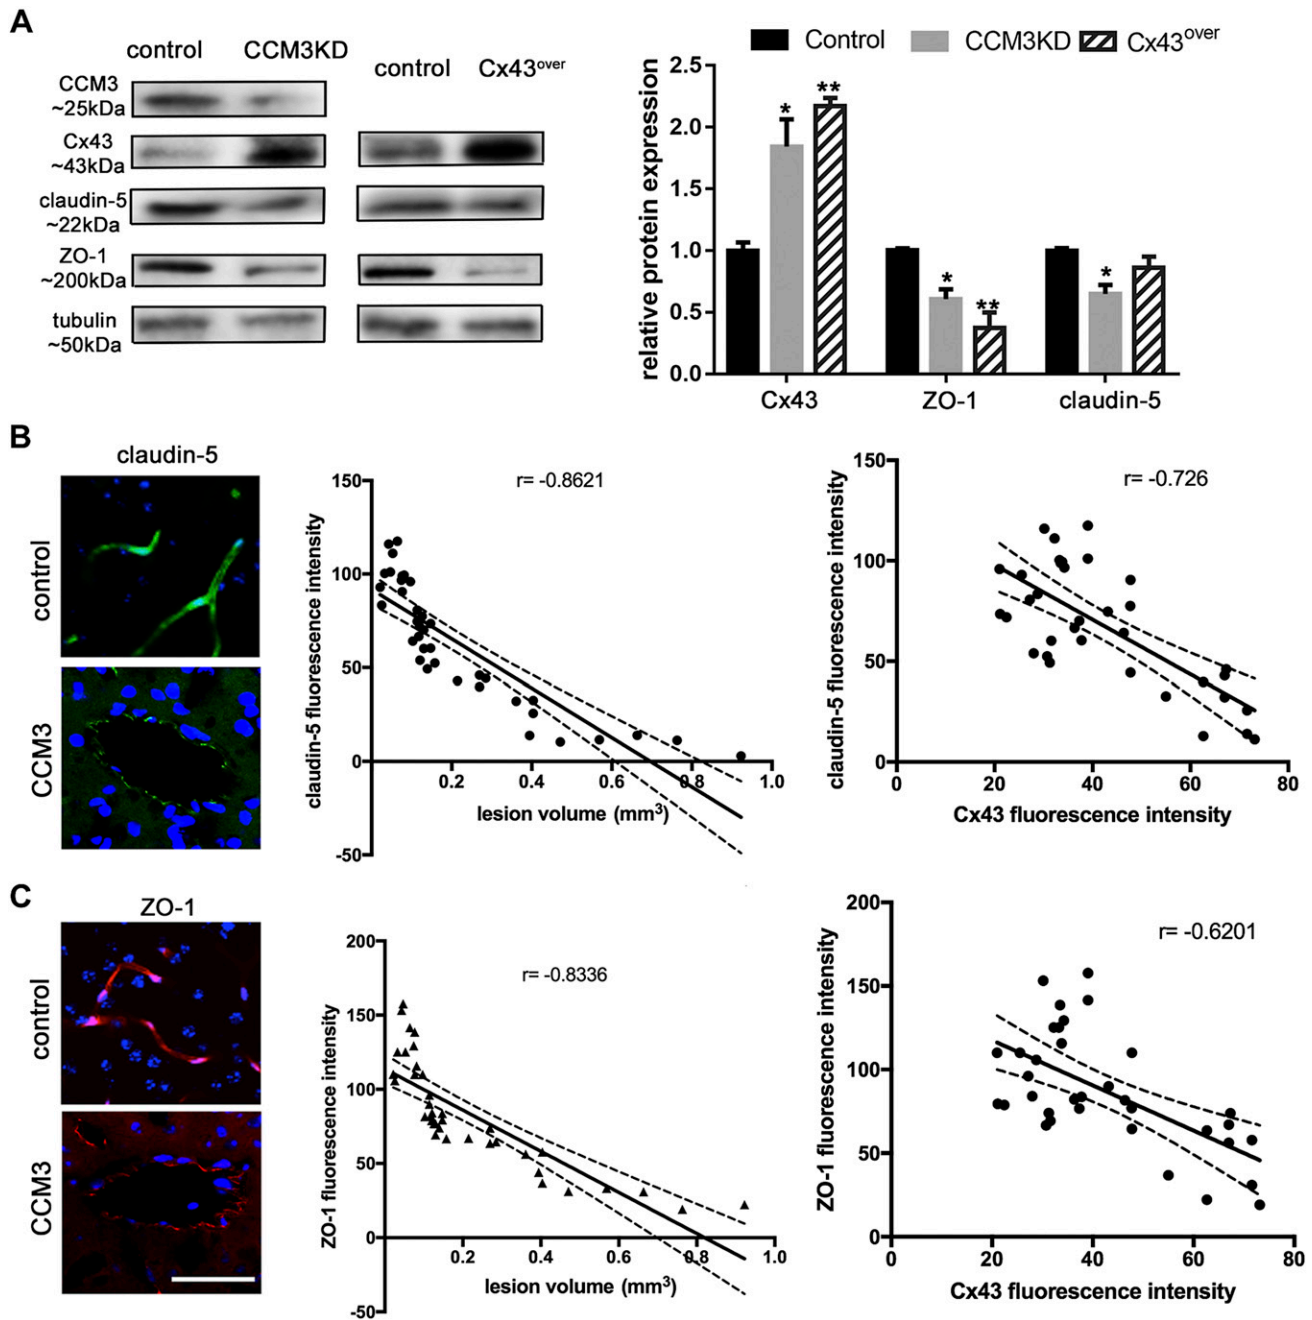 A
control CCM3KD
control Cx43over
CCM3
~25kDa
Cx43
~43kDa
claudin-5
~22kDa
ZO-1
~200kDa
tubulin
~50kDa
Control CCM3KD Cx43over
relative protein expression
2.5
2.0
1.5
1.0
0.5
0.0
* **
* **
*
Cx43 ZO-1 claudin-5
B
claudin-5
control
CCM3
r= -0.8621
claudin-5 fluorescence intensity
150
100
50
0
-50
0.2 0.4 0.6 0.8 1.0
lesion volume (mm3)
r= -0.726
claudin-5 fluorescence intensity
150
100
50
0
0 20 40 60 80
Cx43 fluorescence intensity
C
ZO-1
control
CCM3
r= -0.8336
ZO-1 fluorescence intensity
200
150
100
50
0
-50
0.2 0.4 0.6 0.8 1.0
lesion volume (mm3)
r= -0.6201
ZO-1 fluorescence intensity
200
150
100
50
0
0 20 40 60 80
Cx43 fluorescence intensity